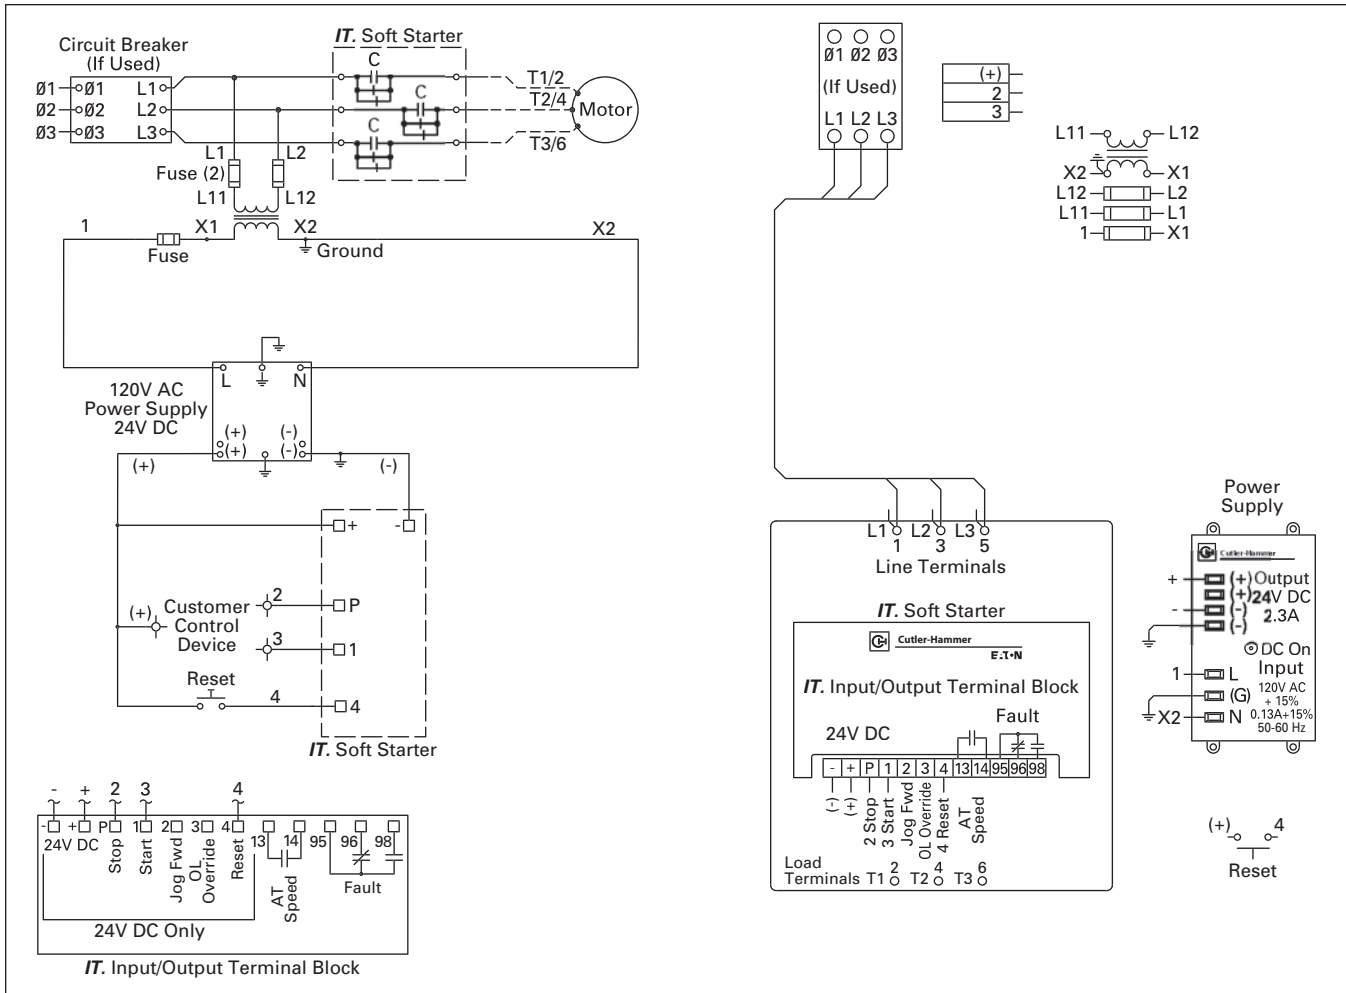 IT. Soft Starter
Circuit Breaker
(If Used)
C
Ø1 Ø1 L1
T1/2
C
T2/4
Ø2 Ø2 L2
Motor
C
Ø3 Ø3 L3
T3/6
L1 L2
Fuse (2)
L11 L12
1 X1 X2 X2
Fuse
Ground
L N
120V AC
Power Supply
24V DC
(+) (-)
(+) (-)
(+) (-)
+ -
2
P
(+) Customer
Control
Device
3
1
Reset
4
4
IT. Soft Starter
- + 2 3 4
- + P 1 2 3 4 13 14 95 96 98
24V DC
Stop
Start
Jog Fwd
OL
Override
Reset
AT
Speed
Fault
24V DC Only
IT. Input/Output Terminal Block
Ø1 Ø2 Ø3
(If Used)
L1 L2 L3
(+)
2
3
L11 L12
X2 X1
L12 L2
L11 L1
1 X1
L1 L2 L3
1 3 5
Line Terminals
IT. Soft Starter
CH Cutler-Hammer
E.T•N
IT. Input/Output Terminal Block
Fault
24V DC
- + P 1 2 3 4 13 14 95 96 98
(-)
(+)
2 Stop
3 Start
Jog Fwd
OL Override
4 Reset
AT
Speed
Load
Terminals
T1 2 T2 4 T3 6
Power
Supply
CH Cutler-Hammer
+ (+) Output
(+) 24V DC
- (-) 2.3A
(-)
DC On
Input
1 L
120V AC
(G)
+ 15%
X2 N 0.13A+15%
50-60 Hz
(+) 4
Reset